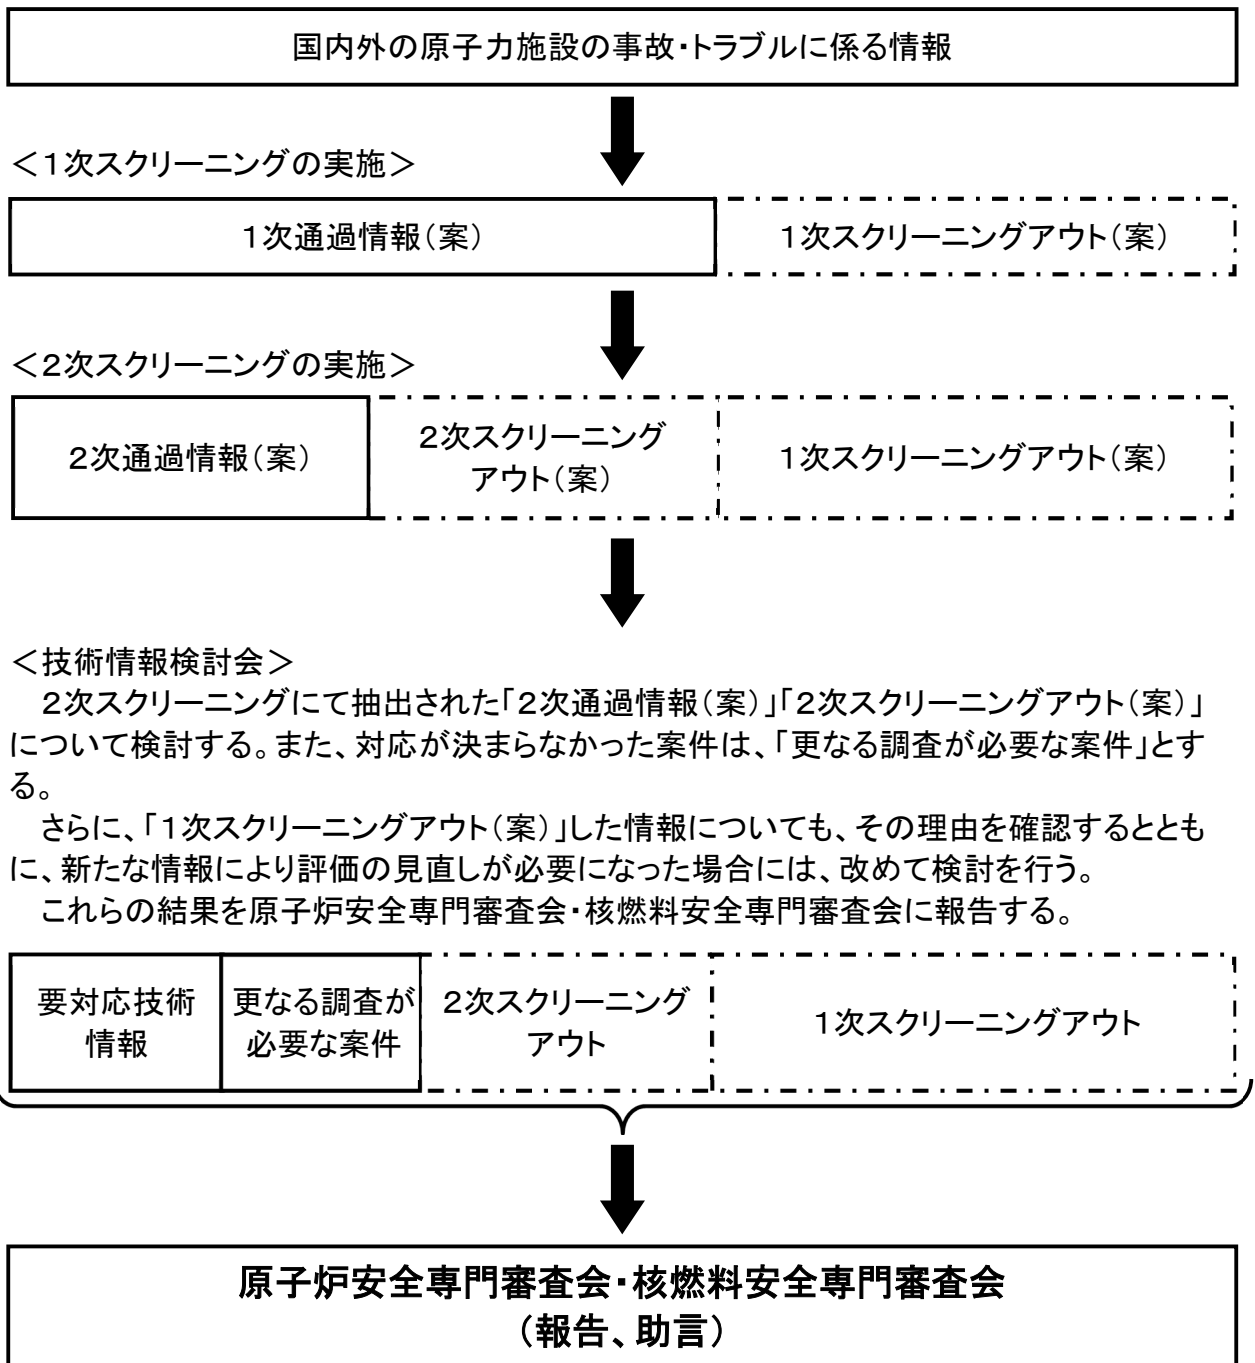 国内外の原子力施設の事故・トラブルに係る情報
＜１次スクリーニングの実施＞
１次通過情報（案）
１次スクリーニングアウト（案）
＜２次スクリーニングの実施＞
２次通過情報（案）
２次スクリーニング
アウト（案）
１次スクリーニングアウト（案）
＜技術情報検討会＞
２次スクリーニングにて抽出された「２次通過情報（案）」「２次スクリーニングアウト（案）」
について検討する。また、対応が決まらなかった案件は、「更なる調査が必要な案件」とす
る。
さらに、「１次スクリーニングアウト（案）」した情報についても、その理由を確認するととも
に、新たな情報により評価の見直しが必要になった場合には、改めて検討を行う。
これらの結果を原子炉安全専門審査会・核燃料安全専門審査会に報告する。
要対応技術
情報
更なる調査が
必要な案件
２次スクリーニング
アウト
１次スクリーニングアウト
原子炉安全専門審査会・核燃料安全専門審査会
（報告、助言）